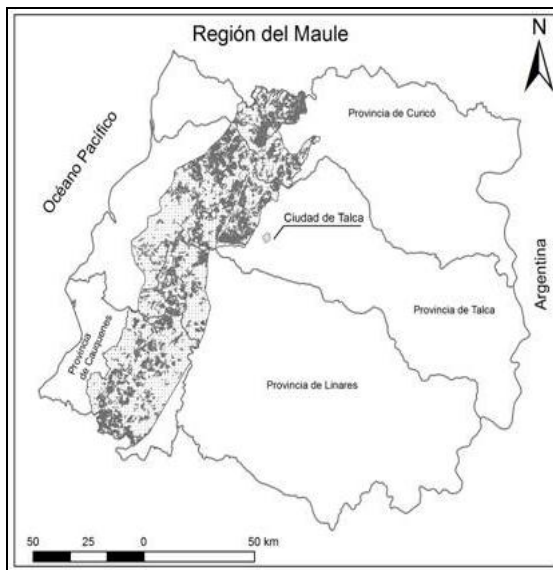 Región del Maule
N
Provincia de Curicó
Océano Pacífico
Ciudad de Talca
Argentina
Provincia de Talca
Provincia
de Cauquenes
Provincia de Linares
50 25 0 50 km